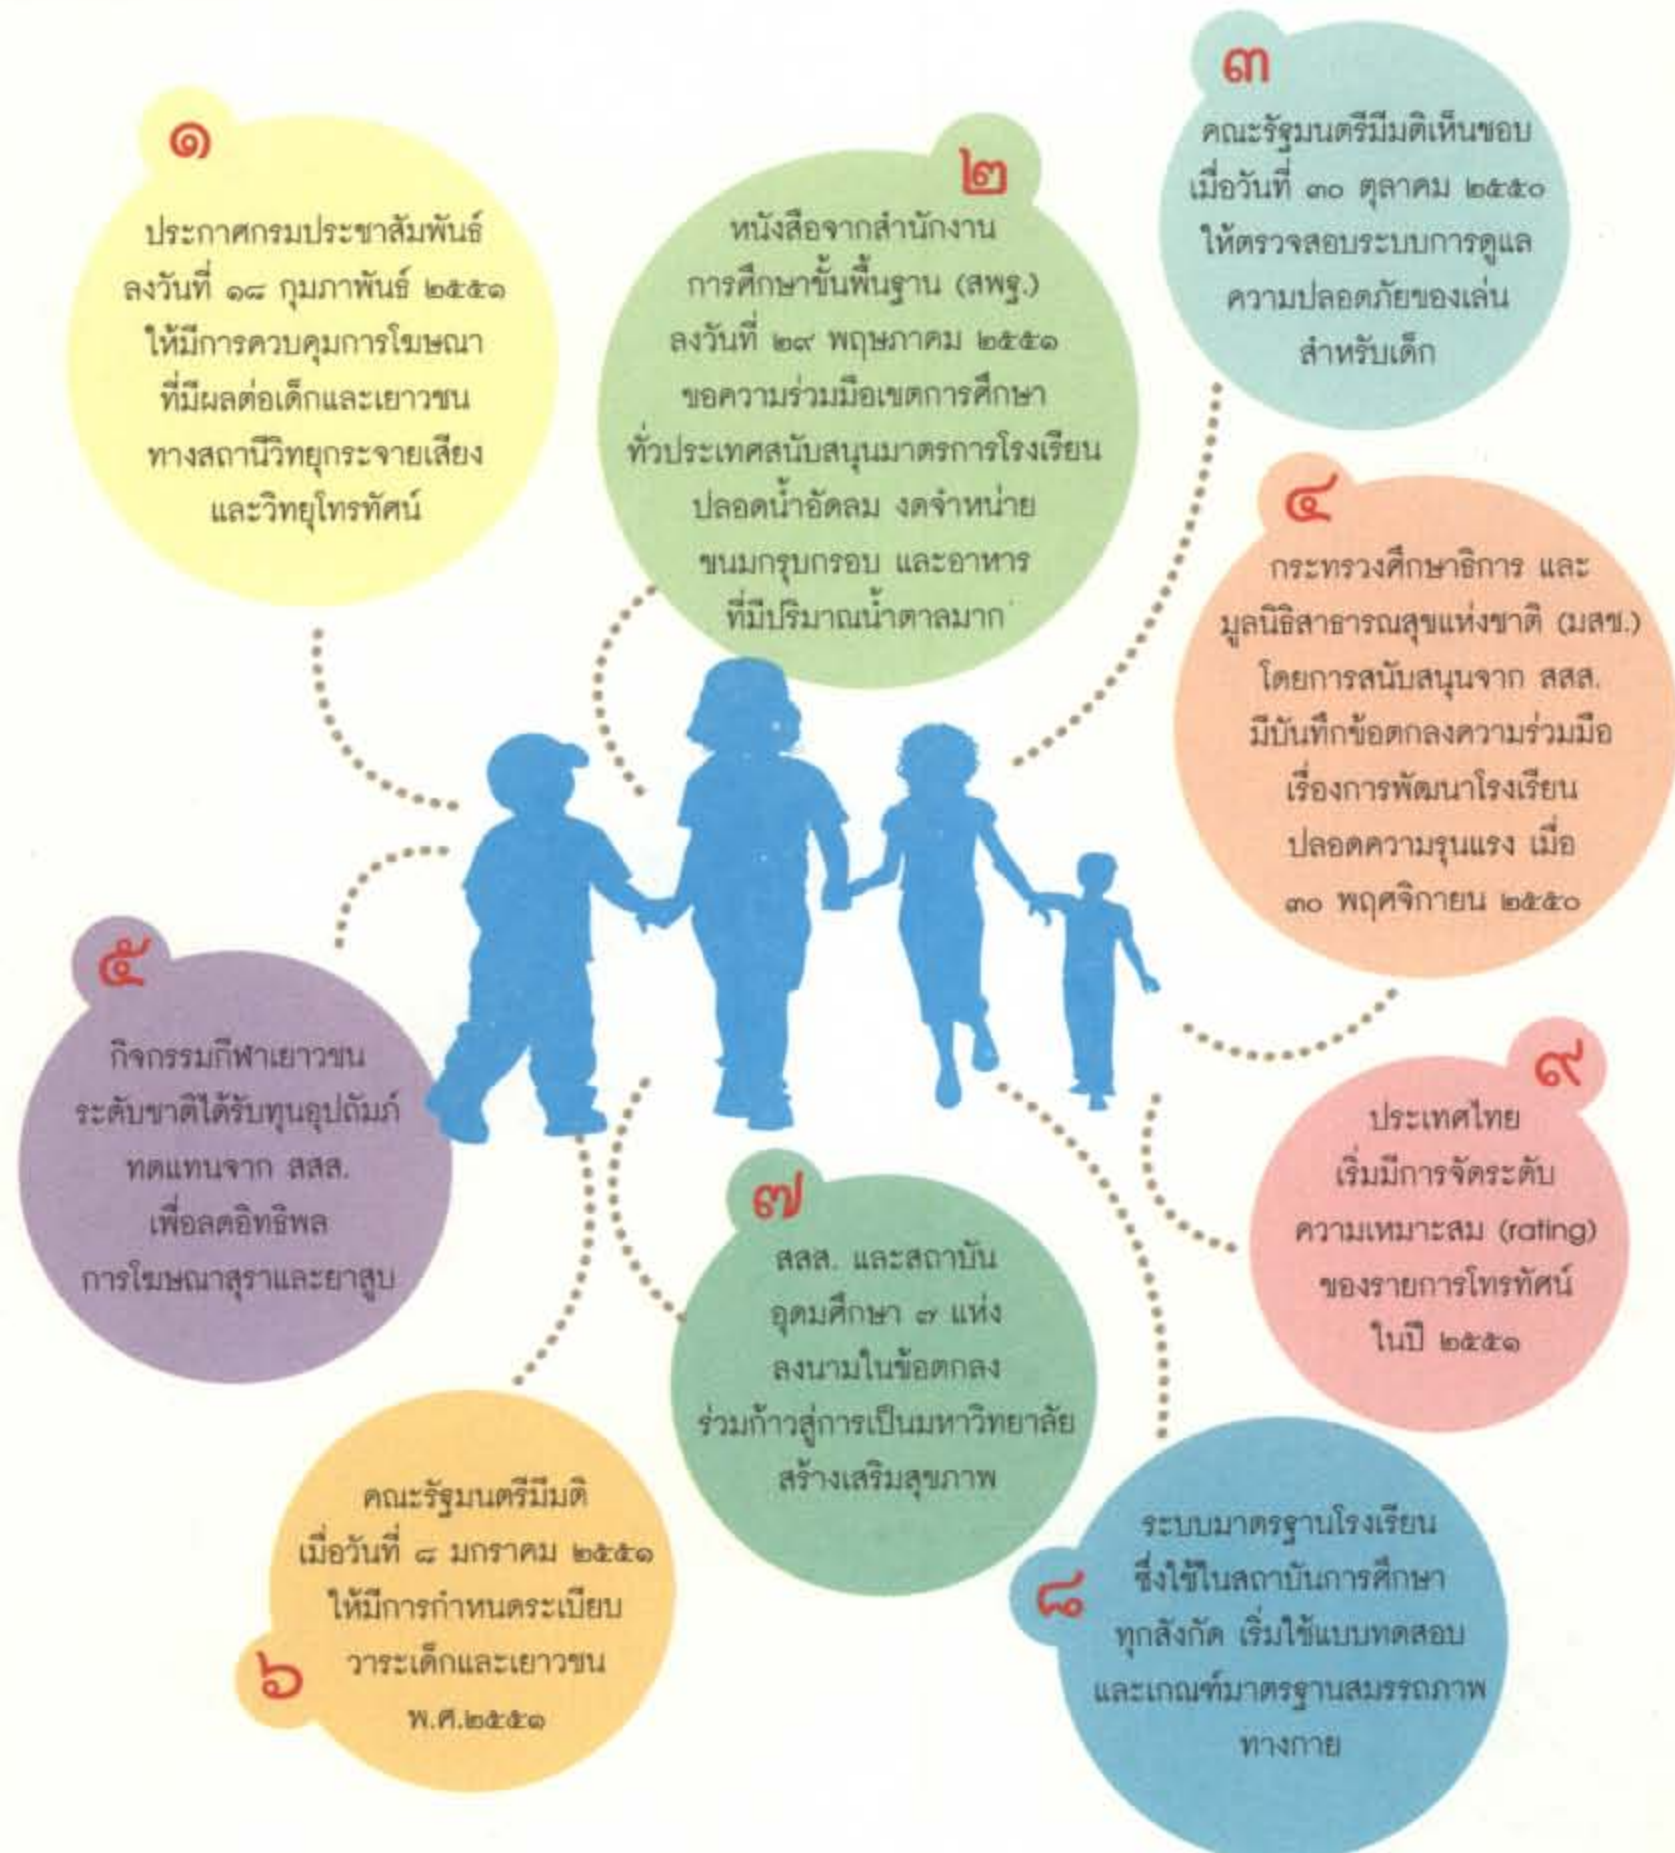 ๑
ประกาศกรมประชาสัมพันธ์
ลงวันที่ ๑๘ กุมภาพันธ์ ๒๕๕๑
ให้มีการควบคุมการโฆษณา
ที่มีผลต่อเด็กและเยาวชน
ทางสถานีวิทยุกระจายเสียง
และวิทยุโทรทัศน์
๒
หนังสือจากสำนักงาน
การศึกษาขั้นพื้นฐาน (สพฐ.)
ลงวันที่ ๒๙ พฤษภาคม ๒๕๕๑
ขอความร่วมมือเขตการศึกษา
ทั่วประเทศสนับสนุนมาตรการโรงเรียน
ปลอดน้ำอัดลม งดจำหน่าย
ขนมกรุบกรอบ และอาหาร
ที่มีปริมาณน้ำตาลมาก
๓
คณะรัฐมนตรีมีมติเห็นชอบ
เมื่อวันที่ ๓๐ ตุลาคม ๒๕๕๐
ให้ตรวจสอบระบบการดูแล
ความปลอดภัยของเล่น
สำหรับเด็ก
๔
กระทรวงศึกษาธิการ และ
มูลนิธิสาธารณสุขแห่งชาติ (มสช.)
โดยการสนับสนุนจาก สสส.
มีบันทึกข้อตกลงความร่วมมือ
เรื่องการพัฒนาโรงเรียน
ปลอดความรุนแรง เมื่อ
๓๐ พฤศจิกายน ๒๕๕๐
๕
กิจกรรมกีฬาเยาวชน
ระดับชาติได้รับทุนอุปถัมภ์
ทดแทนจาก สสส.
เพื่อลดอิทธิพล
การโฆษณาสุราและยาสูบ
๖
คณะรัฐมนตรีมีมติ
เมื่อวันที่ ๘ มกราคม ๒๕๕๑
ให้มีการกำหนดระเบียบ
วาระเด็กและเยาวชน
พ.ศ.๒๕๕๑
๗
สสส. และสถาบัน
อุดมศึกษา ๗ แห่ง
ลงนามในข้อตกลง
ร่วมก้าวสู่การเป็นมหาวิทยาลัย
สร้างเสริมสุขภาพ
๘
ระบบมาตรฐานโรงเรียน
ซึ่งใช้ในสถาบันการศึกษา
ทุกสังกัด เริ่มใช้แบบทดสอบ
และเกณฑ์มาตรฐานสมรรถภาพ
ทางกาย
๙
ประเทศไทย
เริ่มมีการจัดระดับ
ความเหมาะสม (rating)
ของรายการโทรทัศน์
ในปี ๒๕๕๑